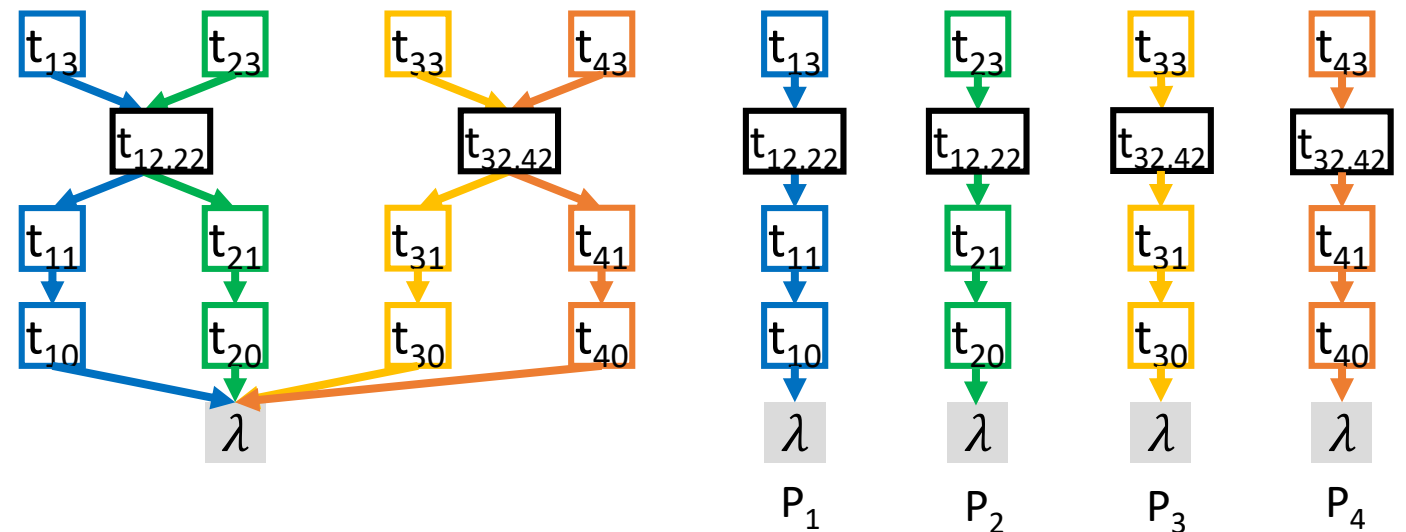 t13 t23 t33 t43 t13 t23 t33 t43
t12,22 t32,42 t12,22 t12,22 t32,42 t32,42
t11 t21 t31 t41 t11 t21 t31 t41
t10 t20 t30 t40 t10 t20 t30 t40
λ λ λ λ λ
P1 P2 P3 P4